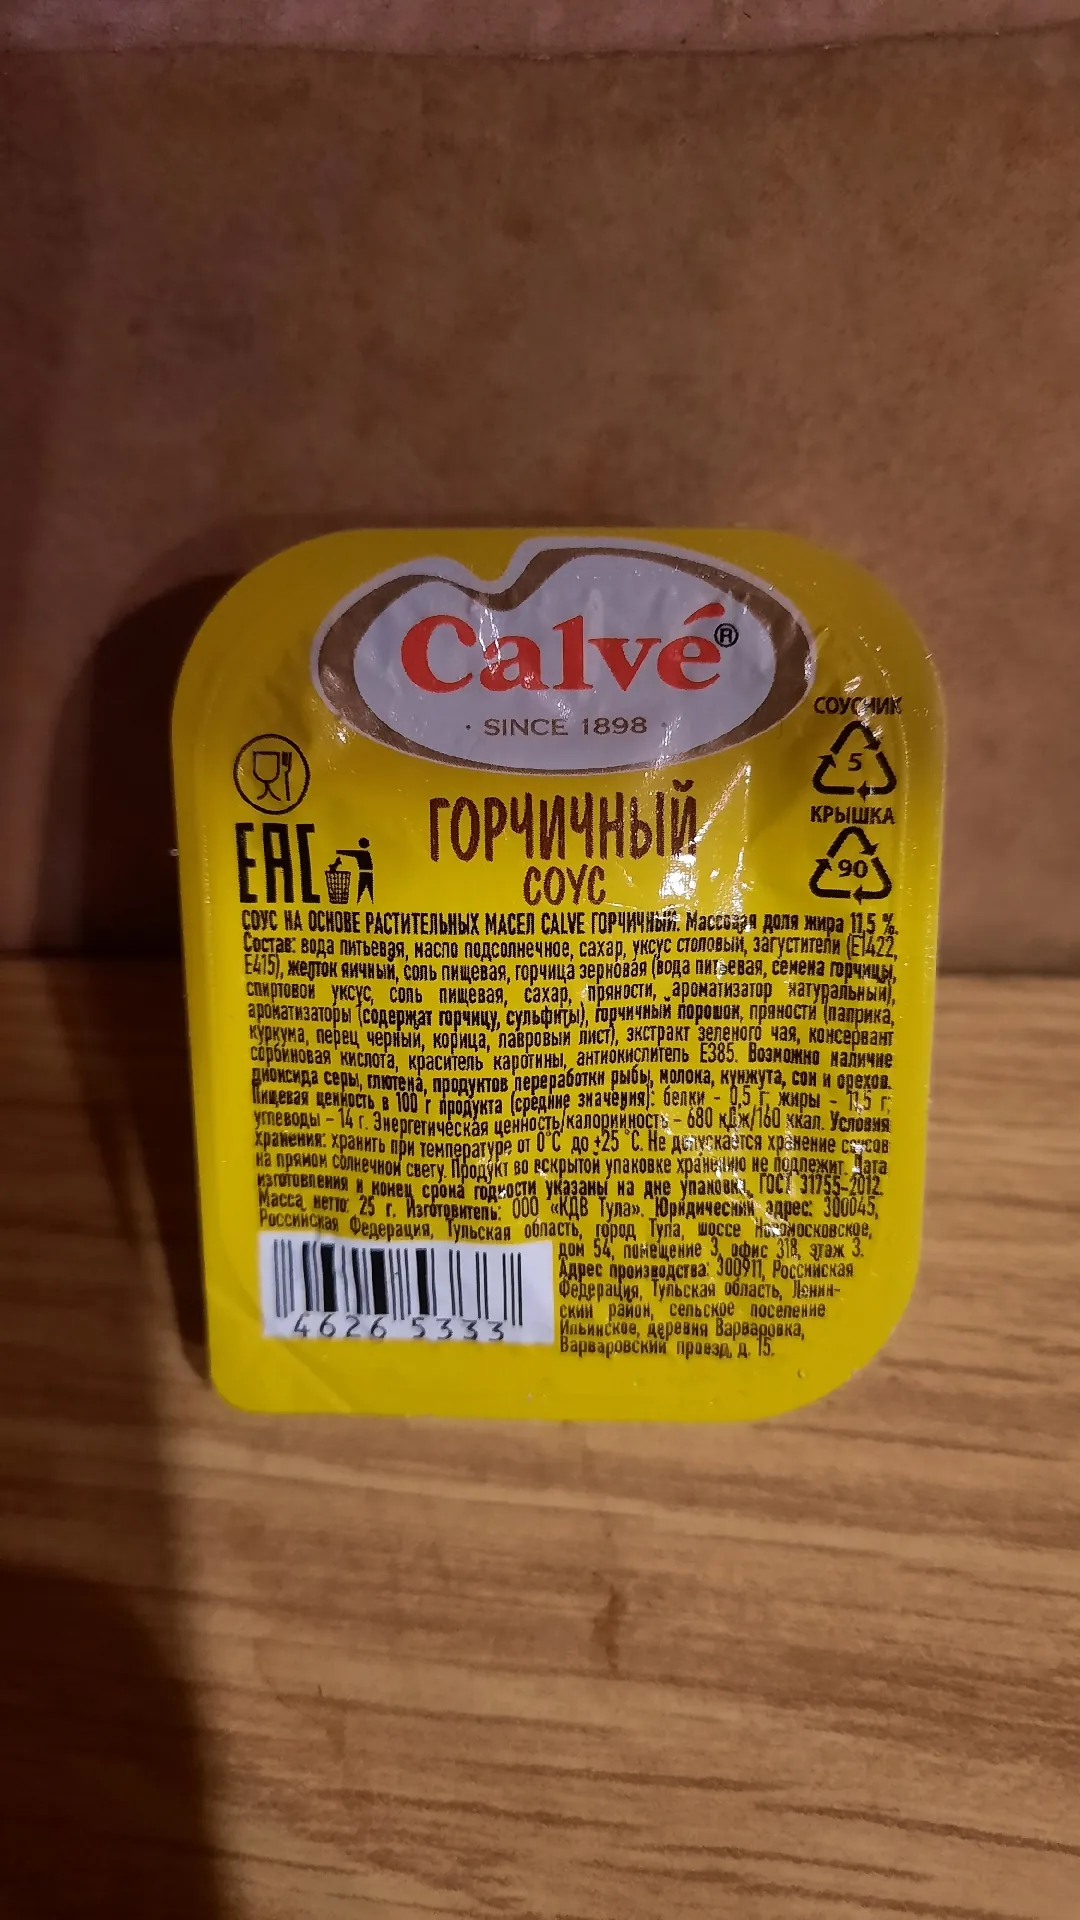 Calvé®
· SINCE 1898 ·
СОУСНИК
5
КРЫШКА
90
EAC
ГОРЧИЧНЫЙ
СОУС
СОУС НА ОСНОВЕ РАСТИТЕЛЬНЫХ МАСЕЛ CALVE ГОРЧИЧНЫЙ. Массовая доля жира 11,5 %.
Состав: вода питьевая, масло подсолнечное, сахар, уксус столовый, загустители (Е1422,
Е415), желток яичный, соль пищевая, горчица зерновая (вода питьевая, семена горчицы,
спиртовой уксус, соль пищевая, сахар, пряности, ароматизатор натуральный),
ароматизаторы (содержат горчицу, сульфиты), горчичный порошок, пряности (паприка,
куркума, перец черный, корица, лавровый лист), экстракт зеленого чая, консервант
сорбиновая кислота, краситель каротины, антиокислитель Е385. Возможно наличие
диоксида серы, глютена, продуктов переработки рыбы, молока, кунжута, сои и орехов.
Пищевая ценность в 100 г продукта (средние значения): белки – 0,5 г; жиры – 11,5 г;
углеводы – 14 г. Энергетическая ценность/калорийность – 680 кДж/160 ккал. Условия
хранения: хранить при температуре от 0°С до +25 °С. Не допускается хранение соусов
на прямом солнечном свету. Продукт во вскрытой упаковке хранению не подлежит. Дата
изготовления и конец срока годности указаны на дне упаковки. ГОСТ 31755-2012.
Масса нетто: 25 г. Изготовитель: ООО «КДВ Тула». Юридический адрес: 300045,
Российская Федерация, Тульская область, город Тула, шоссе Новомосковское,
дом 54, помещение 3, офис 318, этаж 3.
Адрес производства: 300911, Российская
Федерация, Тульская область, Ленин-
ский район, сельское поселение
Ильинское, деревня Варваровка,
Варваровский проезд, д. 15.
4626 5333